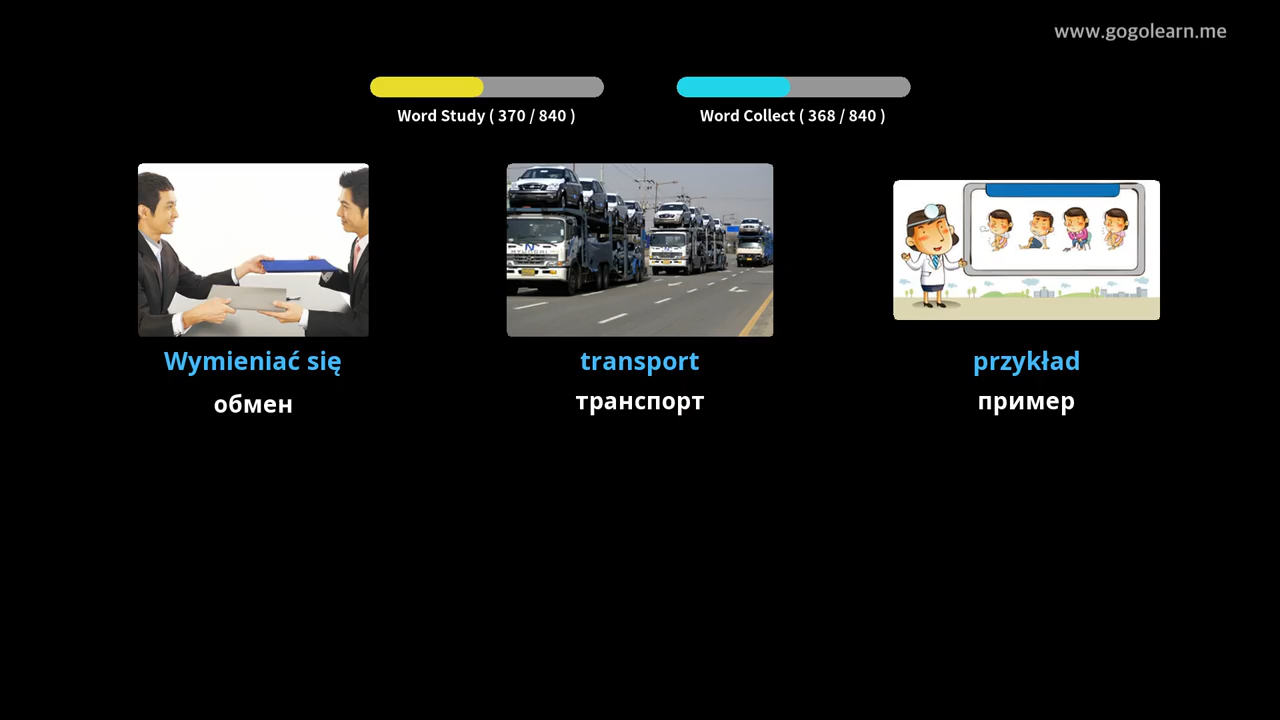 www.gogolearn.me
Word Study ( 370 / 840 )
Word Collect ( 368 / 840 )
Wymieniać się
transport
przykład
обмен
транспорт
пример